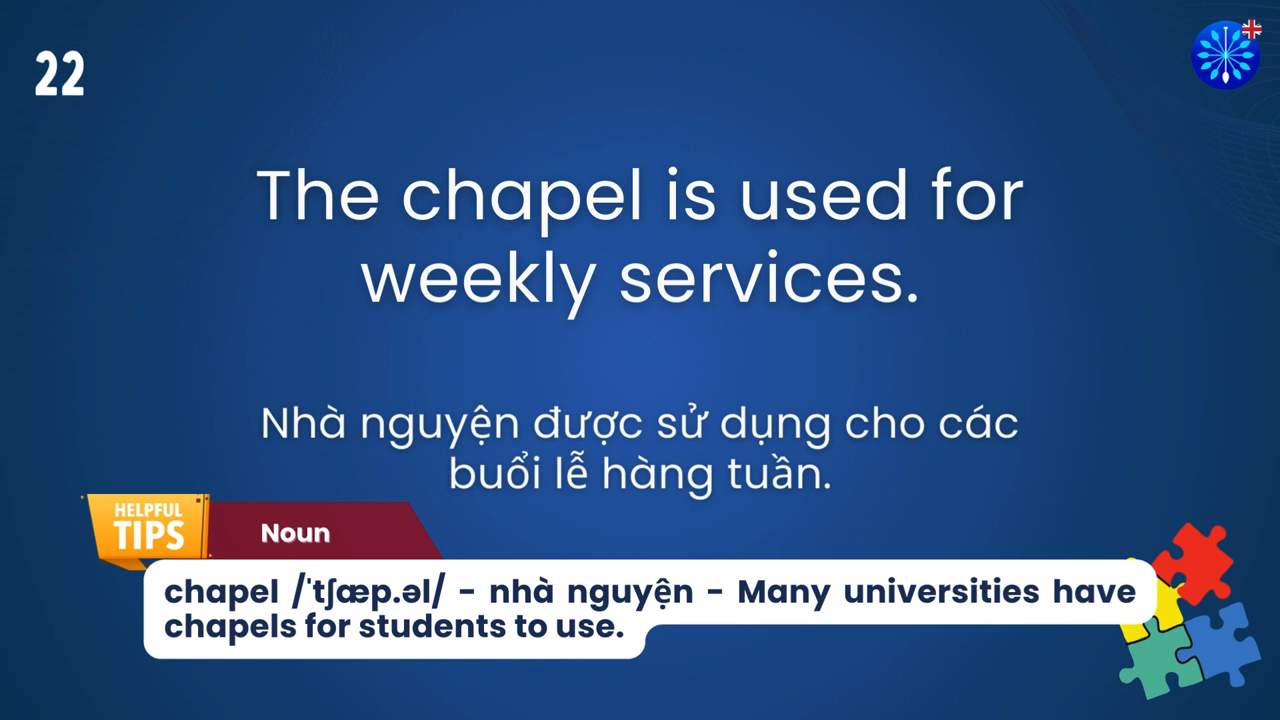 22
The chapel is used for
weekly services.
Nhà nguyện được sử dụng cho các
buổi lễ hàng tuần.
HELPFUL
TIPS
Noun
chapel /ˈtʃæp.əl/ - nhà nguyện - Many universities have
chapels for students to use.